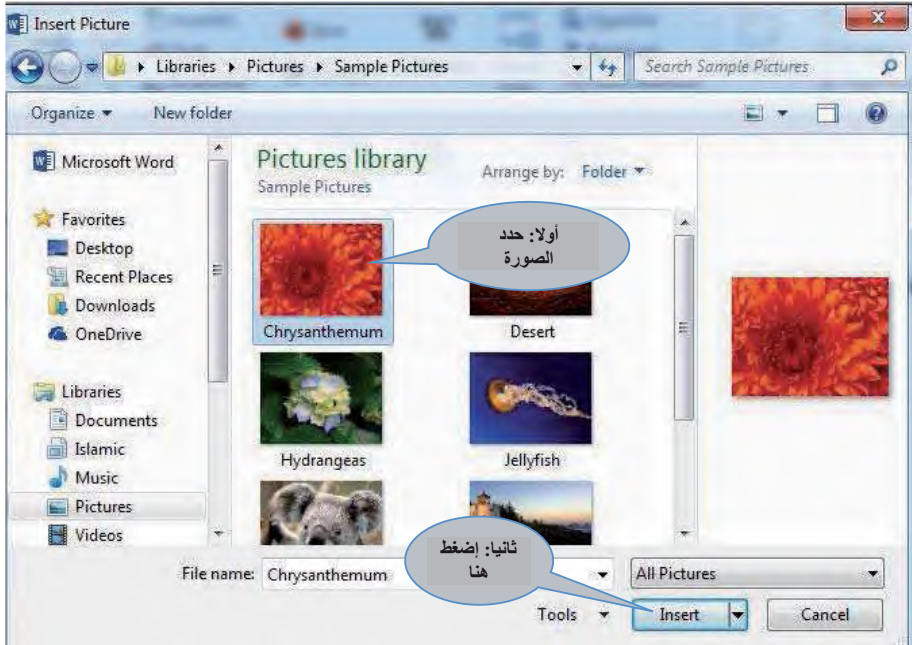 Insert Picture
Libraries Pictures Sample Pictures
Search Sample Pictures
Organize New folder
Microsoft Word
Favorites
Desktop
Recent Places
Downloads
OneDrive
Libraries
Documents
Islamic
Music
Pictures
Videos
Pictures library
Sample Pictures
Arrange by: Folder
أولا: حدد
الصورة
Chrysanthemum
Desert
Hydrangeas
Jellyfish
ثانيا: إضغط
هنا
File name: Chrysanthemum
All Pictures
Tools
Insert
Cancel